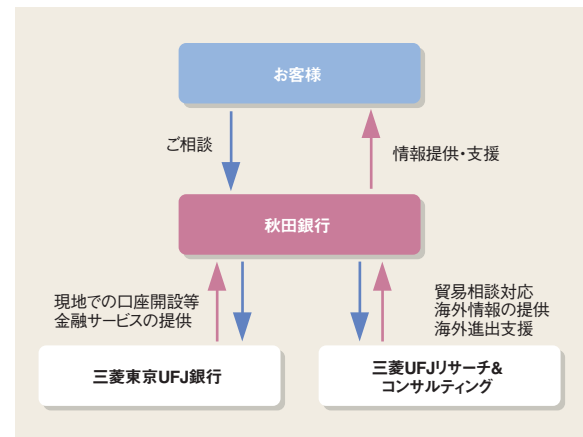 お客様
ご相談
情報提供・支援
秋田銀行
現地での口座開設等
金融サービスの提供
貿易相談対応
海外情報の提供
海外進出支援
三菱東京UFJ銀行
三菱UFJリサーチ&
コンサルティング